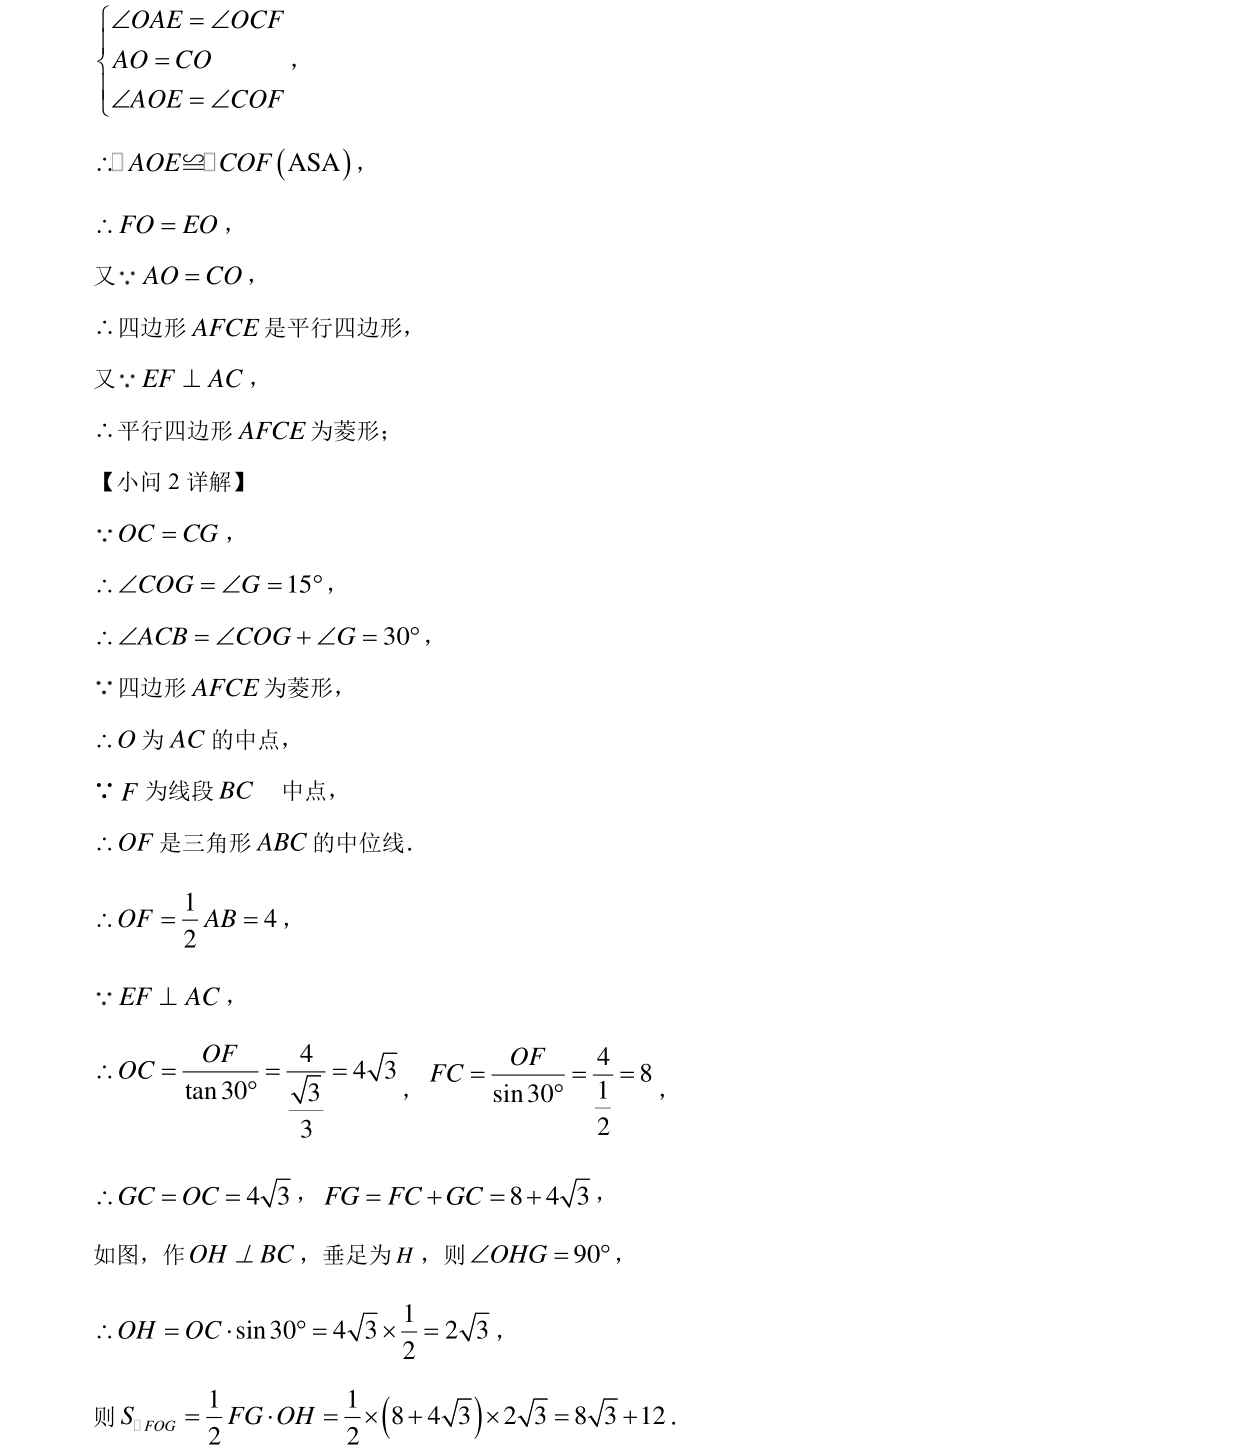 {∠OAE = ∠OCF
AO = CO ，
∠AOE = ∠COF
∴□AOE≌□COF(ASA)，
∴FO = EO，
又∵AO = CO，
∴四边形 AFCE 是平行四边形，
又∵EF ⊥ AC，
∴平行四边形 AFCE 为菱形；
【小问 2 详解】
∵OC = CG，
∴∠COG = ∠G = 15°，
∴∠ACB = ∠COG + ∠G = 30°，
∵四边形 AFCE 为菱形，
∴O 为 AC 的中点，
∵F 为线段 BC 中点，
∴OF 是三角形 ABC 的中位线．
∴OF = 1/2 AB = 4，
∵EF ⊥ AC，
∴OC = OF/tan 30° = 4/(√3/3) = 4√3，FC = OF/sin 30° = 4/(1/2) = 8，
∴GC = OC = 4√3，FG = FC + GC = 8 + 4√3，
如图，作 OH ⊥ BC，垂足为 H，则∠OHG = 90°，
∴OH = OC·sin 30° = 4√3 × 1/2 = 2√3，
则 S□FOG = 1/2 FG·OH = 1/2 × (8 + 4√3) × 2√3 = 8√3 + 12．